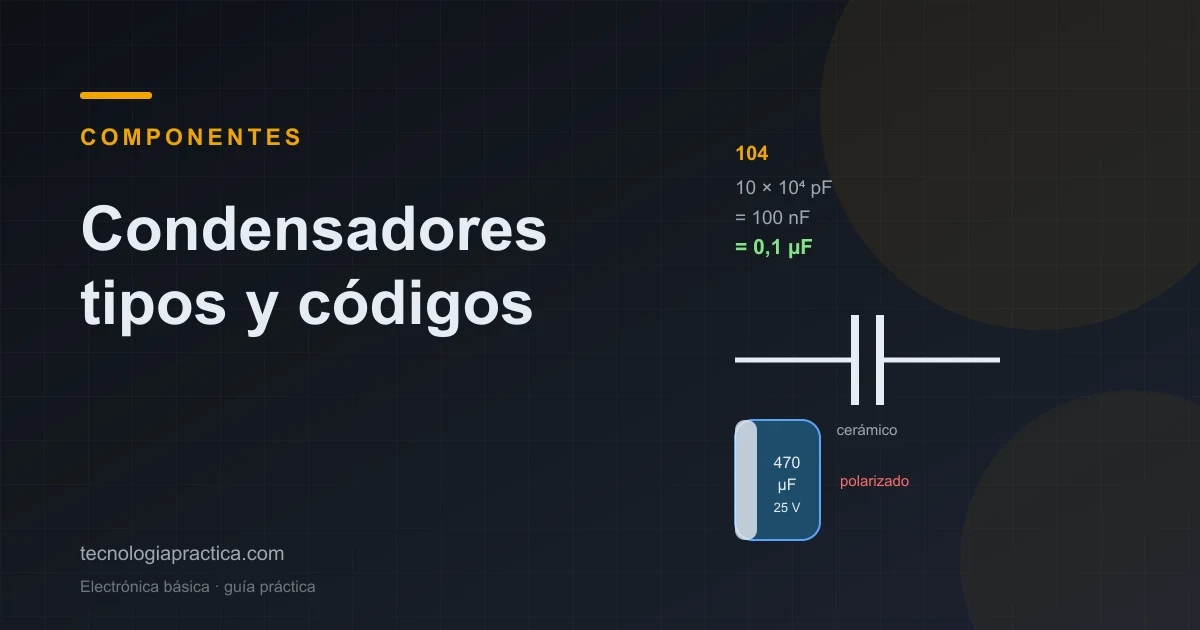 COMPONENTES
Condensadores
tipos y códigos
tecnologiapractica.com
Electrónica básica · guía práctica
104
10 × 10⁴ pF
= 100 nF
= 0,1 µF
cerámico
470
µF
25 V
polarizado